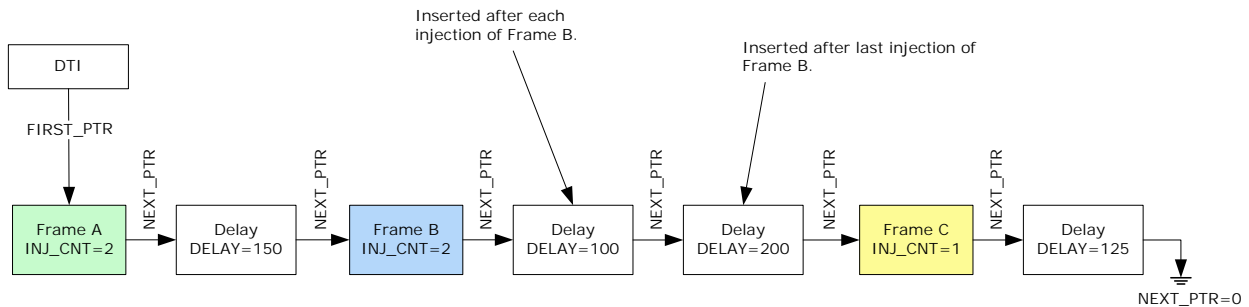 Inserted after each
injection of Frame B.
Inserted after last injection of
Frame B.
DTI
FIRST_PTR
Frame A
INJ_CNT=2
NEXT_PTR
Delay
DELAY=150
NEXT_PTR
Frame B
INJ_CNT=2
NEXT_PTR
Delay
DELAY=100
NEXT_PTR
Delay
DELAY=200
NEXT_PTR
Frame C
INJ_CNT=1
NEXT_PTR
Delay
DELAY=125
NEXT_PTR=0